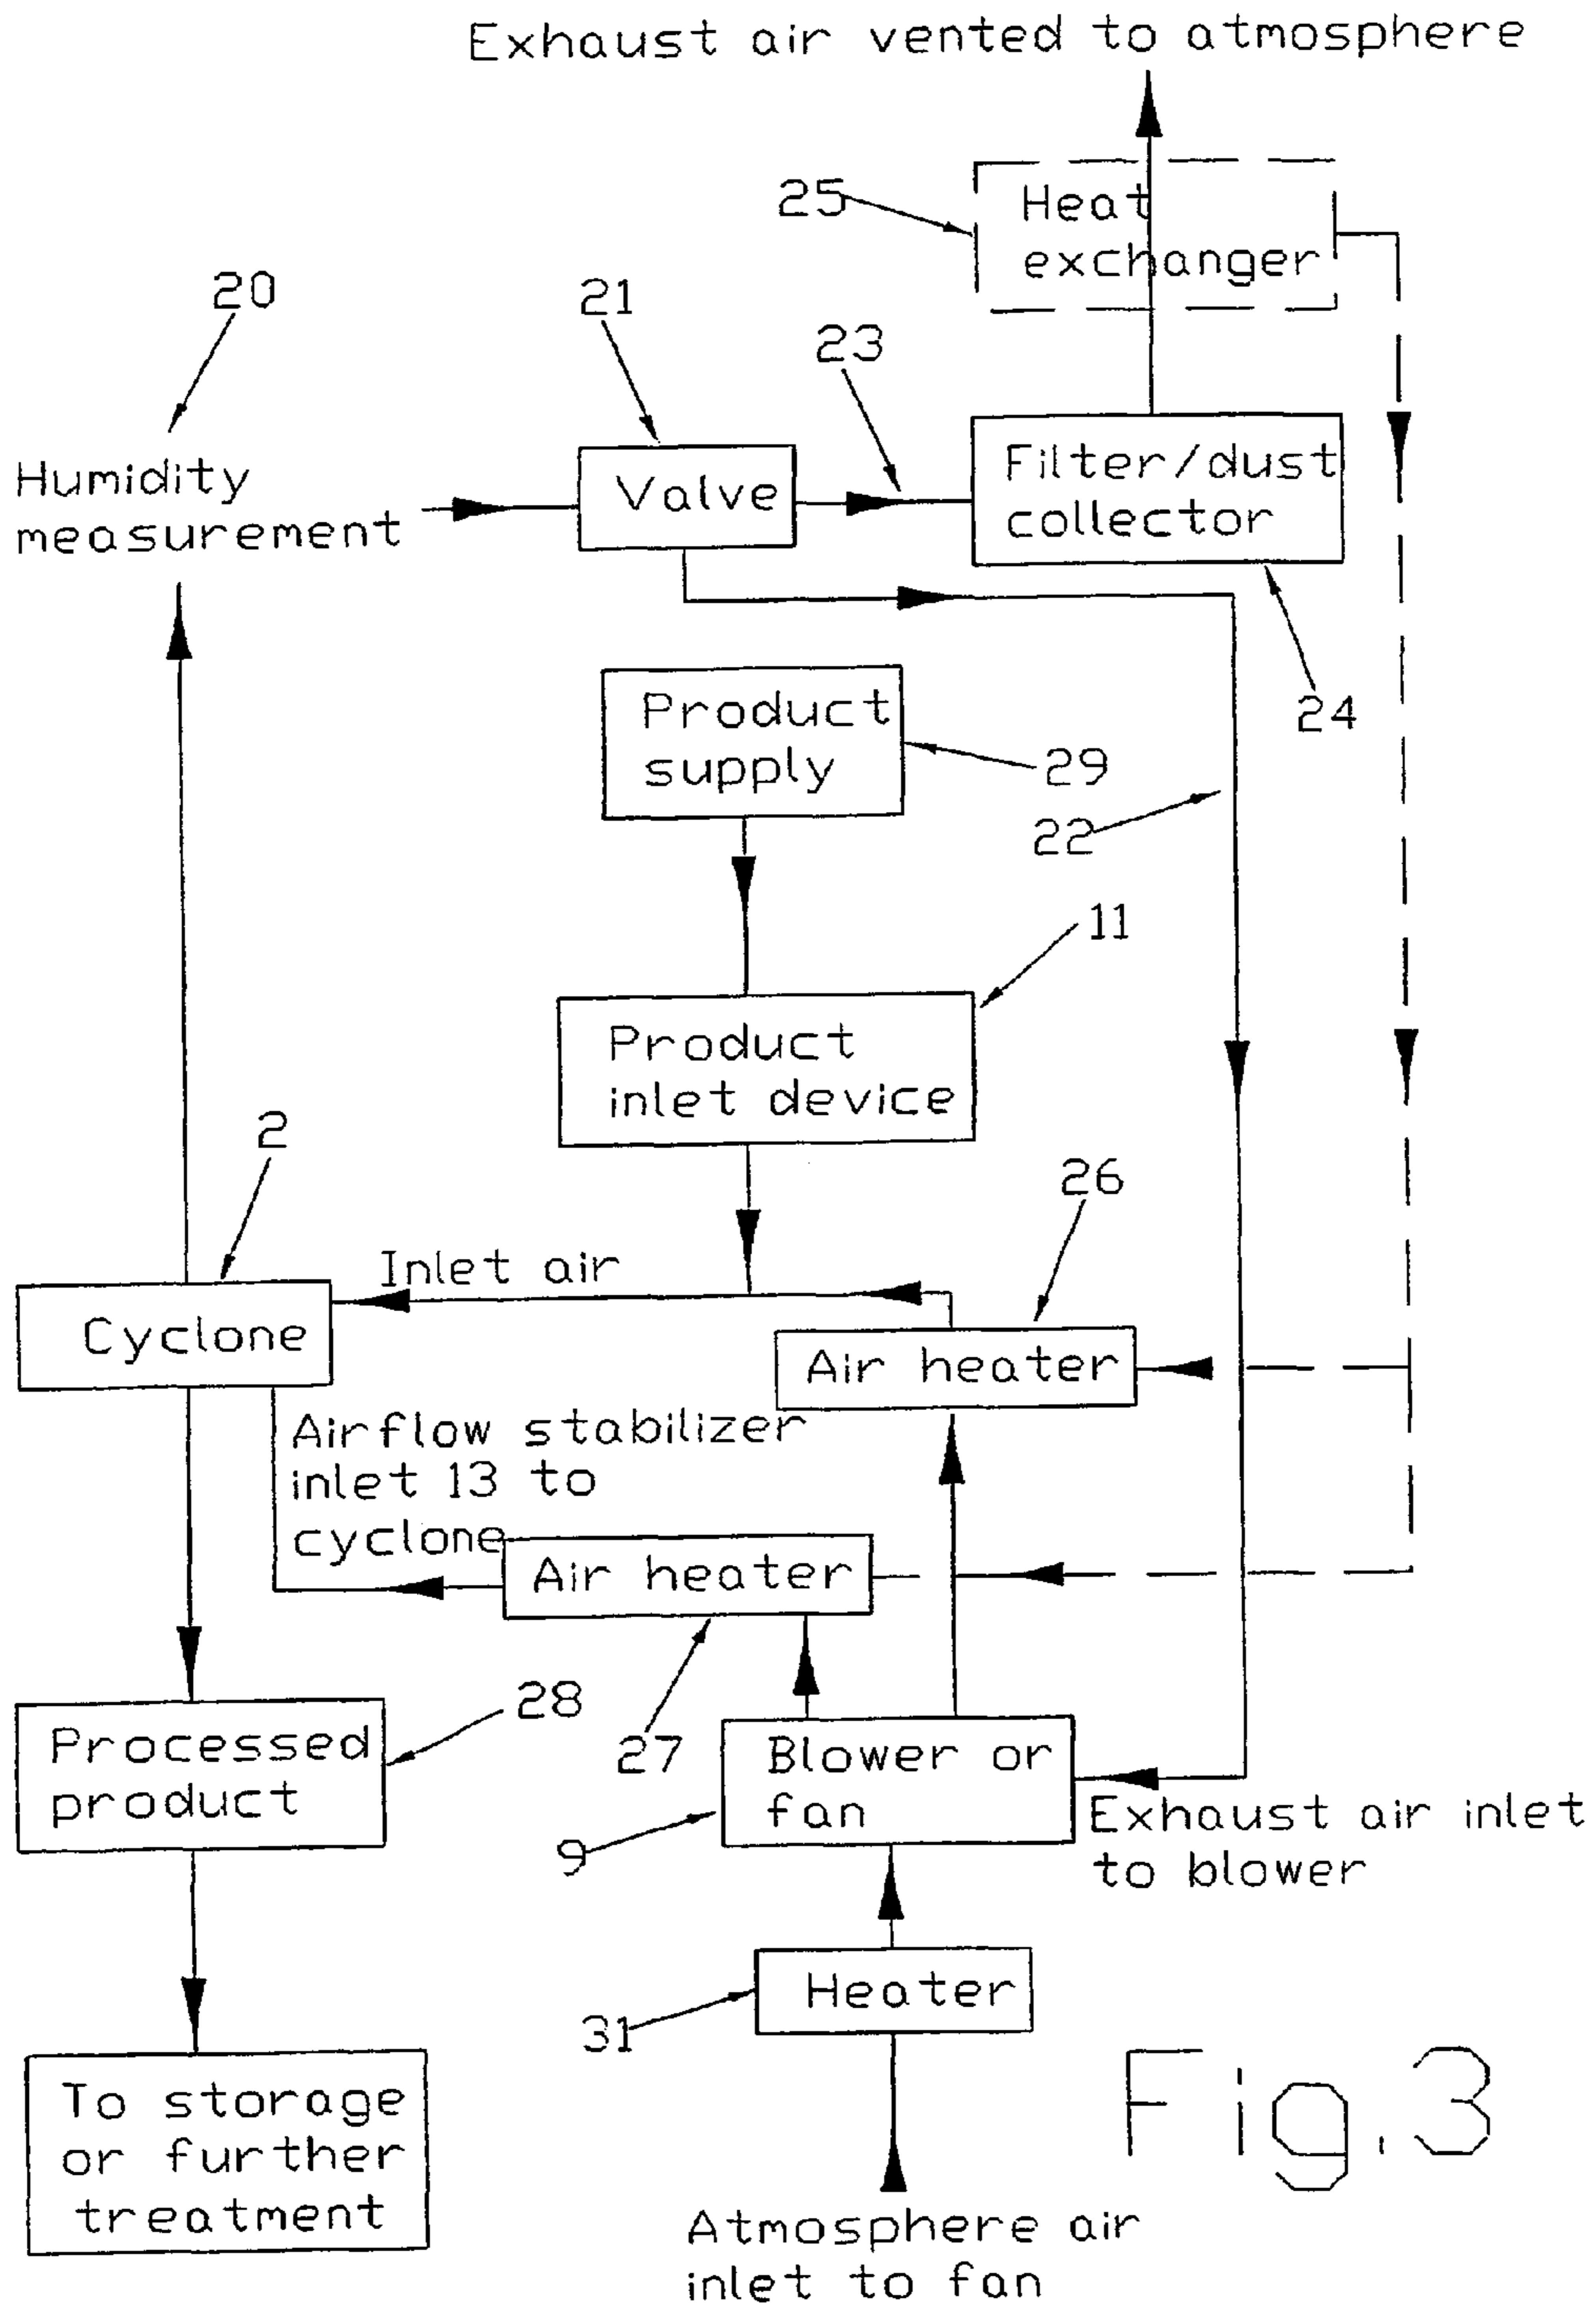 Exhaust air vented to atmosphere
25
Heat
exchanger
20
21
23
Humidity
measurement
Valve
Filter/dust
collector
24
Product
supply
29
22
11
Product
inlet device
2
26
Inlet air
Cyclone
Air heater
Airflow stabilizer
inlet 13 to
cyclone
Air heater
28
27
Processed
product
Blower or
fan
9
Exhaust air inlet
to blower
Heater
31
To storage
or further
treatment
Fig.3
Atmosphere air
inlet to fan